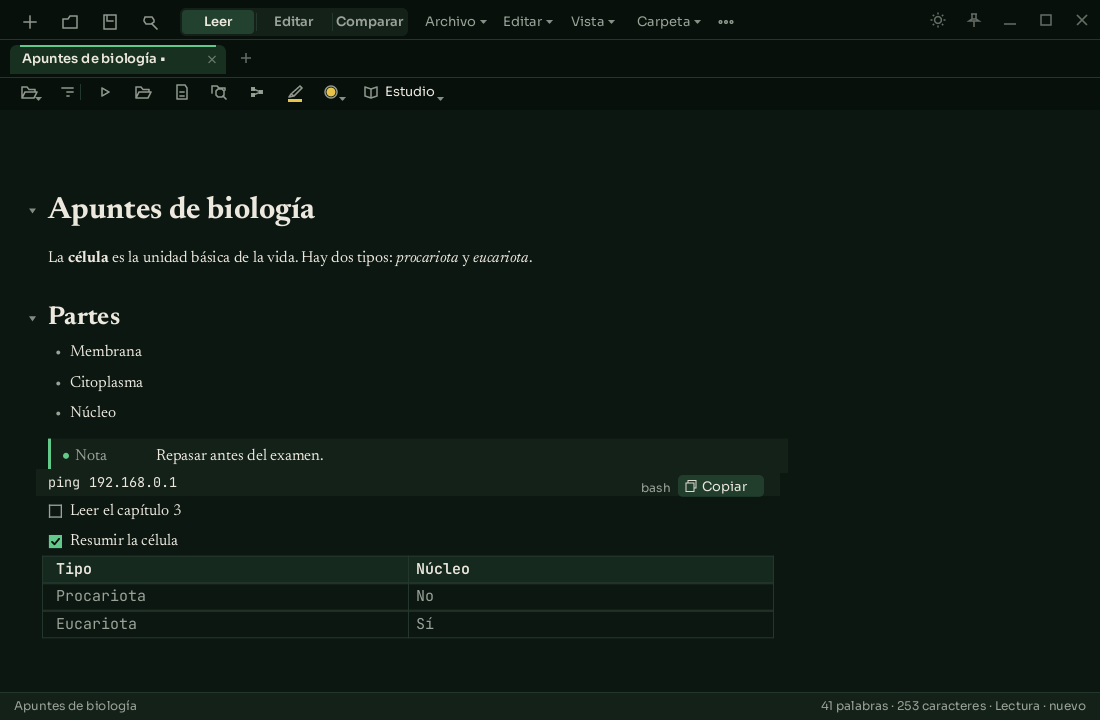 Leer Editar Comparar Archivo Editar Vista Carpeta
Apuntes de biología •
Estudio
Apuntes de biología
La célula es la unidad básica de la vida. Hay dos tipos: procariota y eucariota.
Partes
• Membrana
• Citoplasma
• Núcleo
Nota Repasar antes del examen.
ping 192.168.0.1 bash Copiar
Leer el capítulo 3
Resumir la célula
Tipo Núcleo
Procariota No
Eucariota Sí
Apuntes de biología 41 palabras · 253 caracteres · Lectura · nuevo